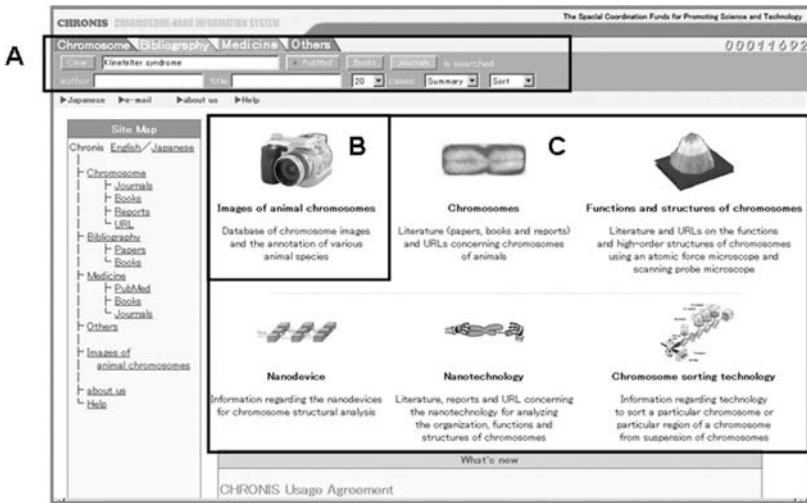 CHRONIS CHROMOSOME-NANO INFORMATION SYSTEM
The Spacial Coordination Funds for Promoting Science and Technology
A
Chromosome Bibliography Medicine Others
00011692
Clear Klinefelter syndrome PubMed Books Journals is searched
author title 20 cases Summary Sort
▶Japanese ▶e-mail ▶about us ▶Help
Site Map
Chronis English/Japanese
Chromosome
Journals
Books
Reports
URL
Bibliography
Papers
Books
Medicine
PubMed
Books
Journals
Others
Images of
animal chromosomes
about us
Help
B
Images of animal chromosomes
Database of chromosome images
and the annotation of various
animal species
C
Chromosomes
Literature (papers, books and reports)
and URLs concerning chromosomes
of animals
Functions and structures of chromosomes
Literature and URLs on the functions
and high-order structures of chromosomes
using an atomic force microscope and
scanning probe microscope
Nanodevice
Information regarding the nanodevices
for chromosome structural analysis
Nanotechnology
Literature, reports and URL concerning
the nanotechnology for analyzing
the organization, functions and
structures of chromosomes
Chromosome sorting technology
Information regarding technology
to sort a particular chromosome or
particular region of a chromosome
from suspension of chromosomes
What's new
CHRONIS Usage Agreement